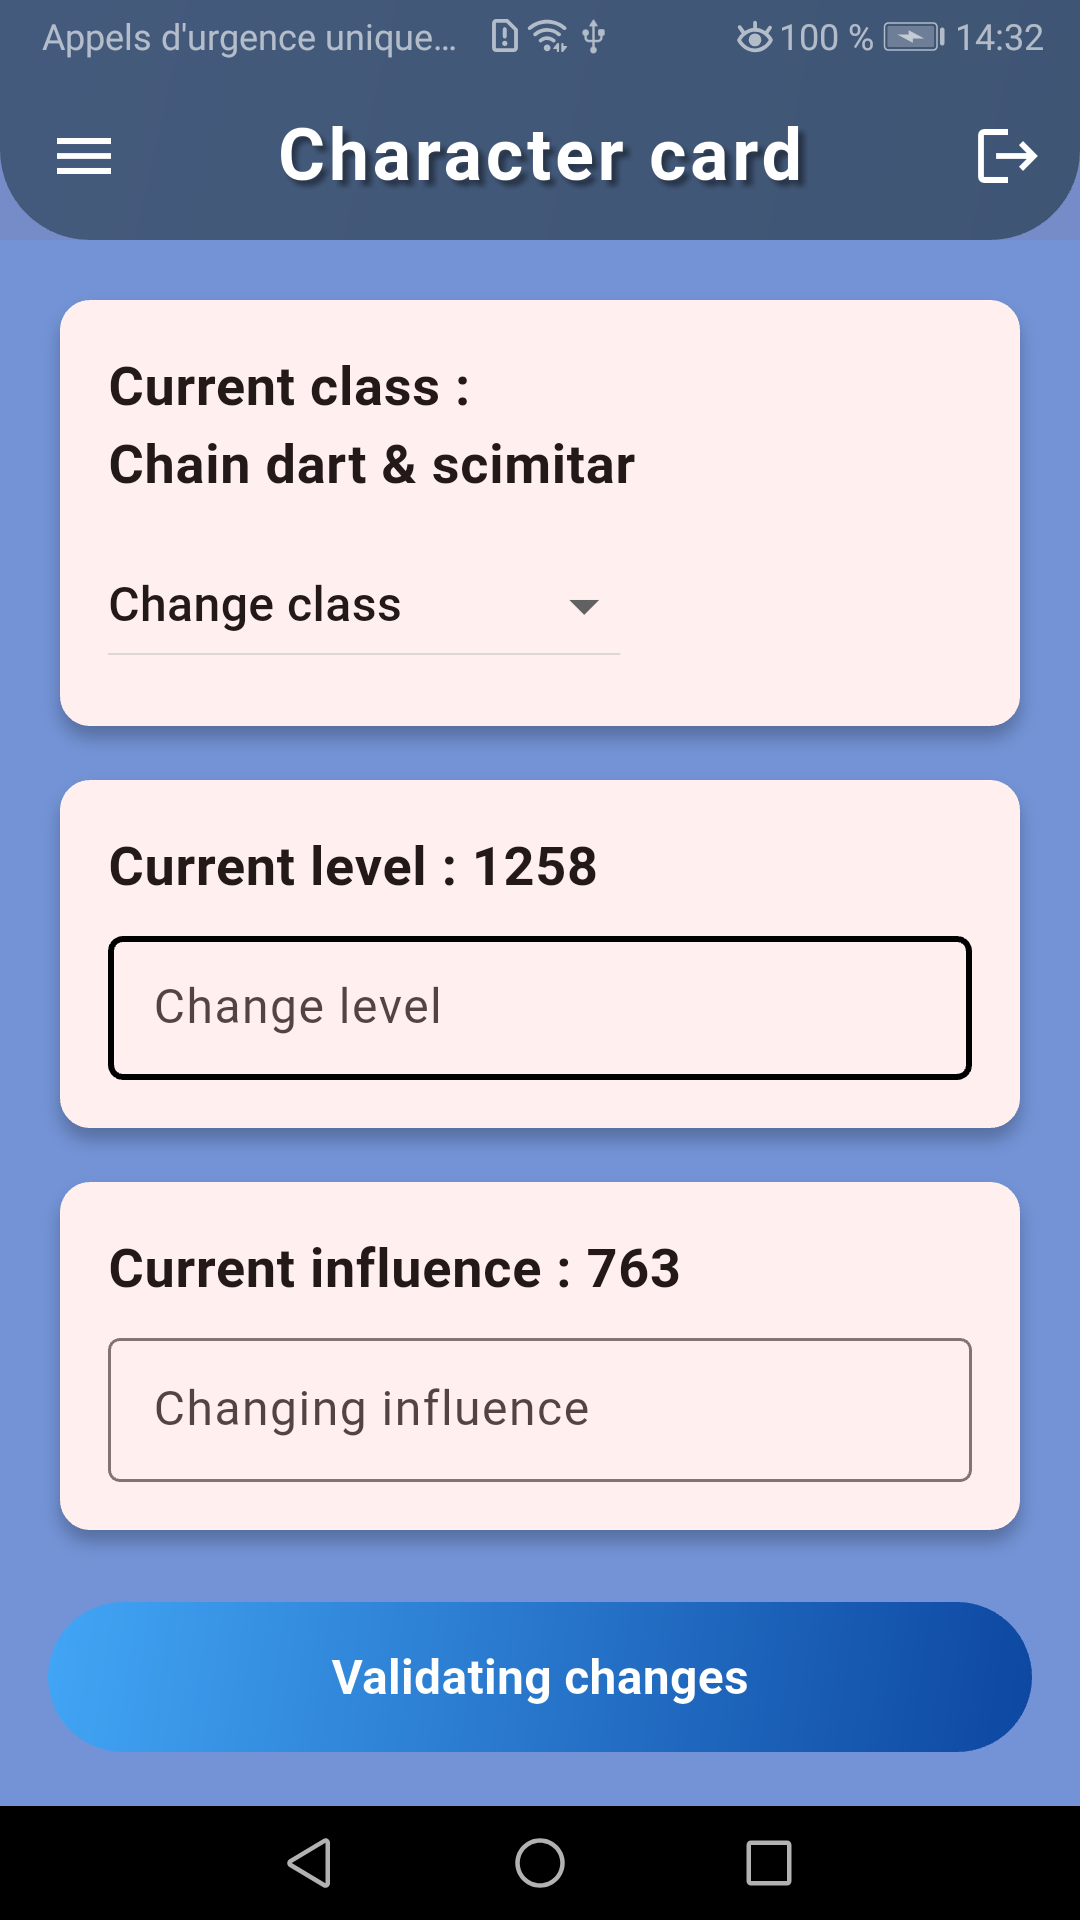 Appels d'urgence unique... 100 % 14:32
Character card
Current class :
Chain dart & scimitar
Change class
Current level : 1258
Change level
Current influence : 763
Changing influence
Validating changes